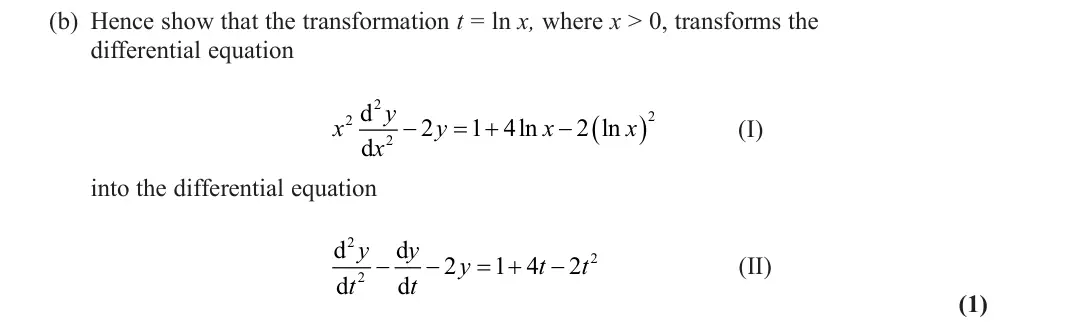 (b) Hence show that the transformation t = ln x, where x > 0, transforms the
differential equation
x² d²y/dx² − 2y = 1 + 4 ln x − 2(ln x)² (I)
into the differential equation
d²y/dt² − dy/dt − 2y = 1 + 4t − 2t² (II)
(1)